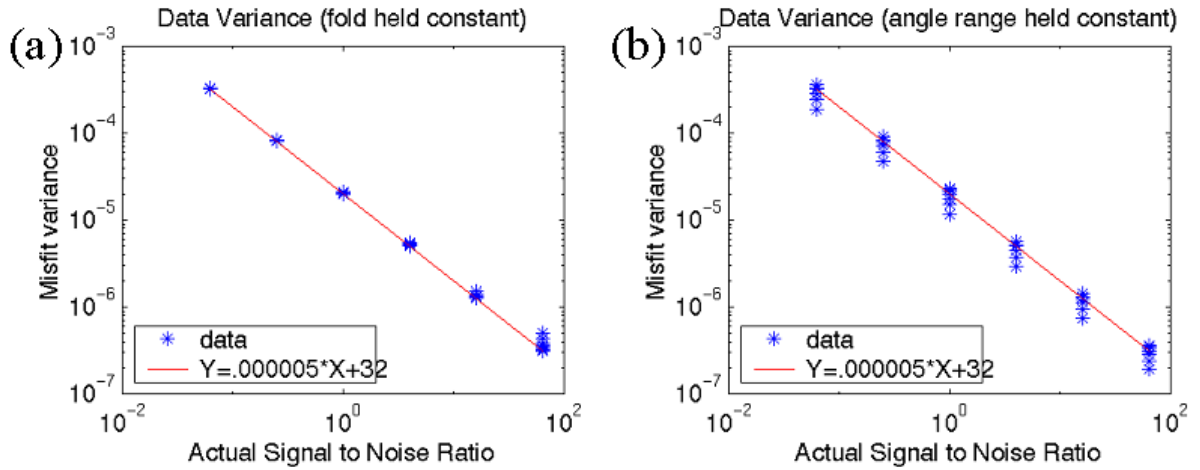 (a)
Data Variance (fold held constant)
10^-3
10^-4
10^-5
10^-6
10^-7
Misfit variance
data
Y=.000005*X+32
10^-2
10^0
10^2
Actual Signal to Noise Ratio
(b)
Data Variance (angle range held constant)
10^-3
10^-4
10^-5
10^-6
10^-7
Misfit variance
data
Y=.000005*X+32
10^-2
10^0
10^2
Actual Signal to Noise Ratio